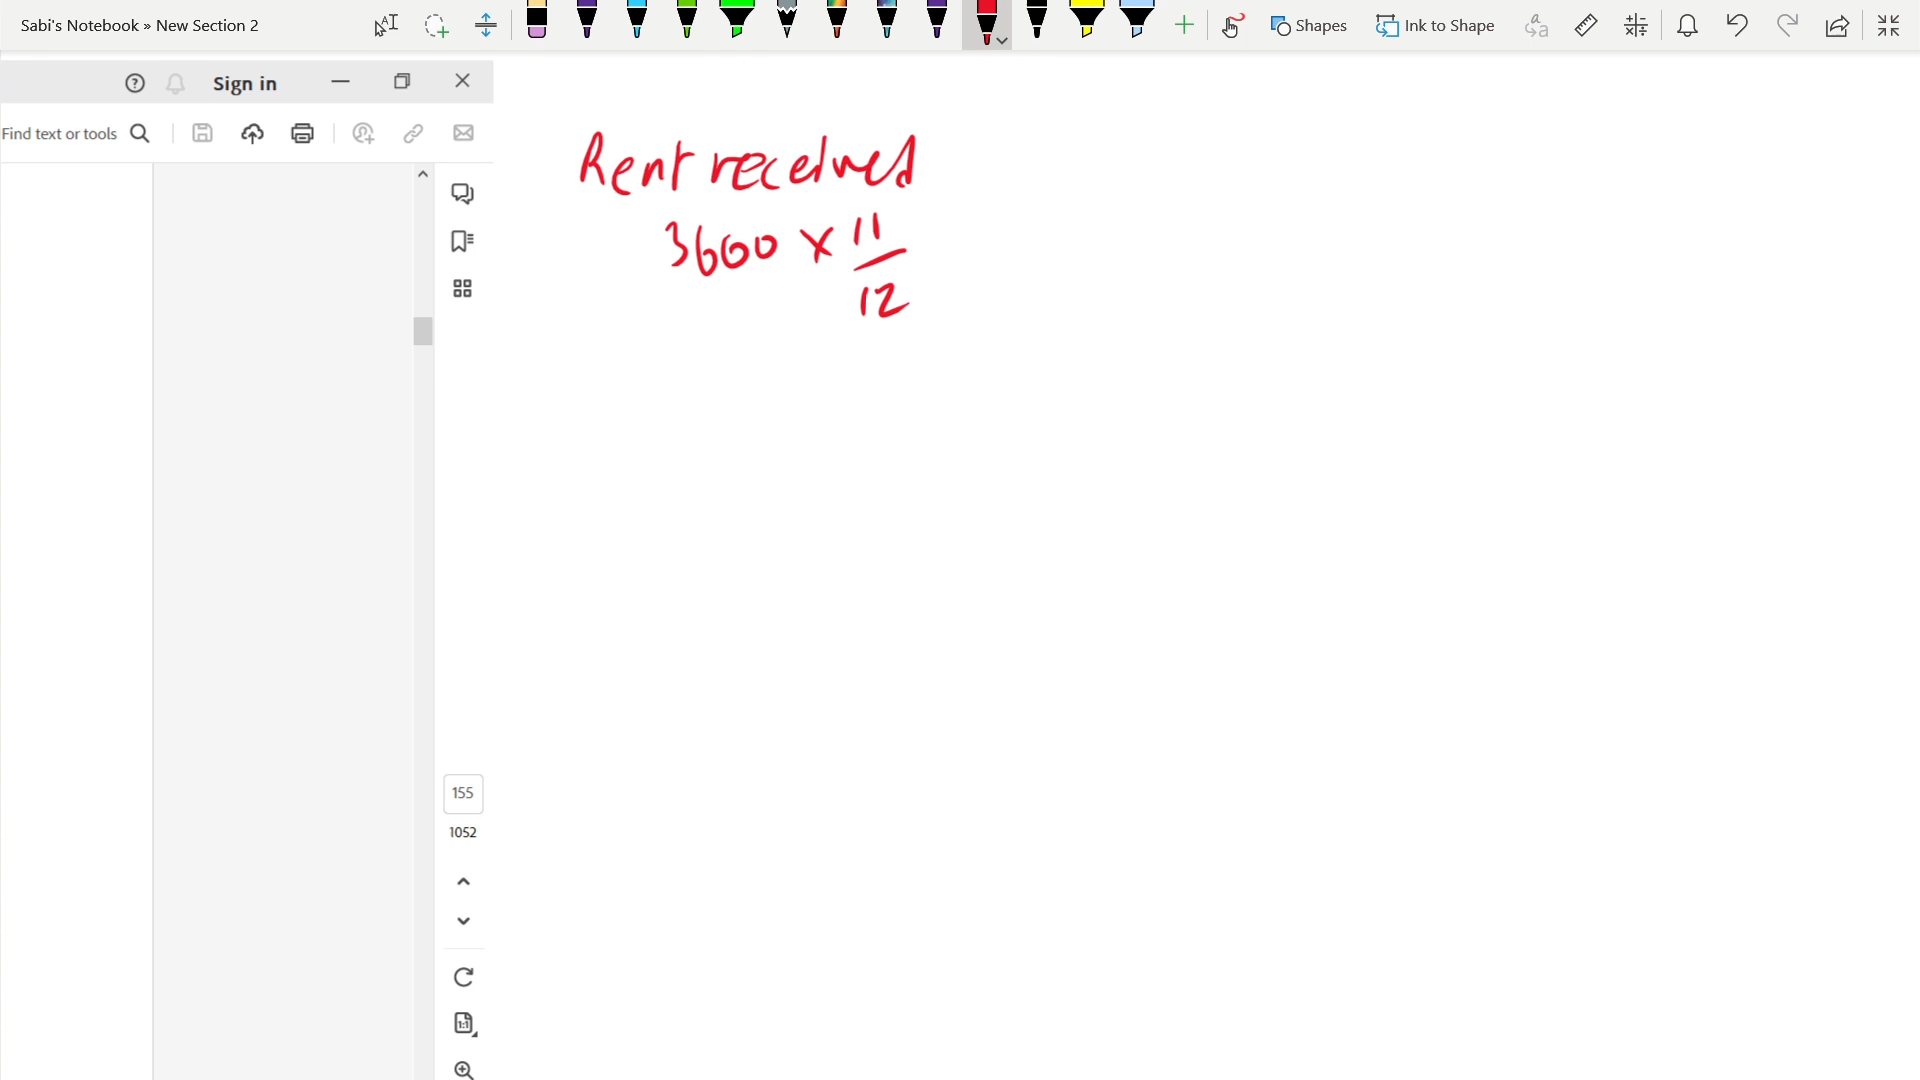 Sabi's Notebook » New Section 2
Shapes
Ink to Shape
Sign in
Find text or tools
Rent received
3600 × 11
12
155
1052